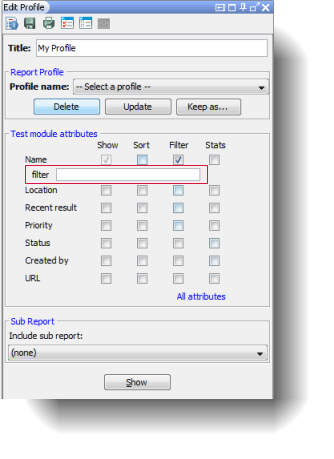 Edit Profile
Title: My Profile
Report Profile
Profile name: -- Select a profile --
Delete Update Keep as...
Test module attributes
Show Sort Filter Stats
Name
filter
Location
Recent result
Priority
Status
Created by
URL
All attributes
Sub Report
Include sub report:
(none)
Show